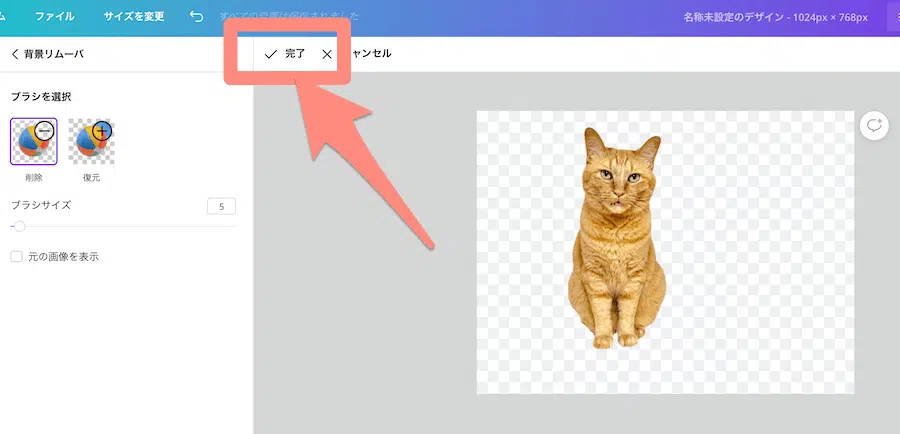 ム ファイル サイズを変更 すべての変更は保存されました 名称未設定のデザイン - 1024px × 768px
背景リムーバ 完了 ャンセル
ブラシを選択
削除 復元
ブラシサイズ 5
元の画像を表示